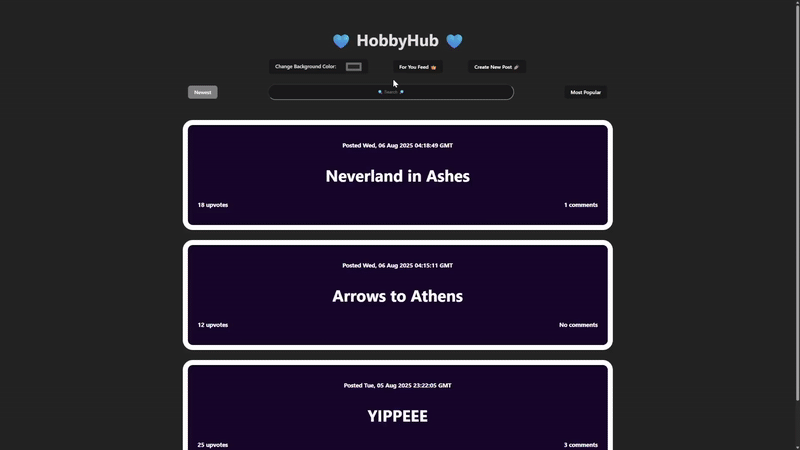 💙 HobbyHub 💙
Change Background Color:
For You Feed 👑
Create New Post 🖋
Newest
🔍 Search 🔎
Most Popular
Posted Wed, 06 Aug 2025 04:18:49 GMT
Neverland in Ashes
18 upvotes
1 comments
Posted Wed, 06 Aug 2025 04:15:11 GMT
Arrows to Athens
12 upvotes
No comments
Posted Tue, 05 Aug 2025 23:22:05 GMT
YIPPEEE
25 upvotes
3 comments